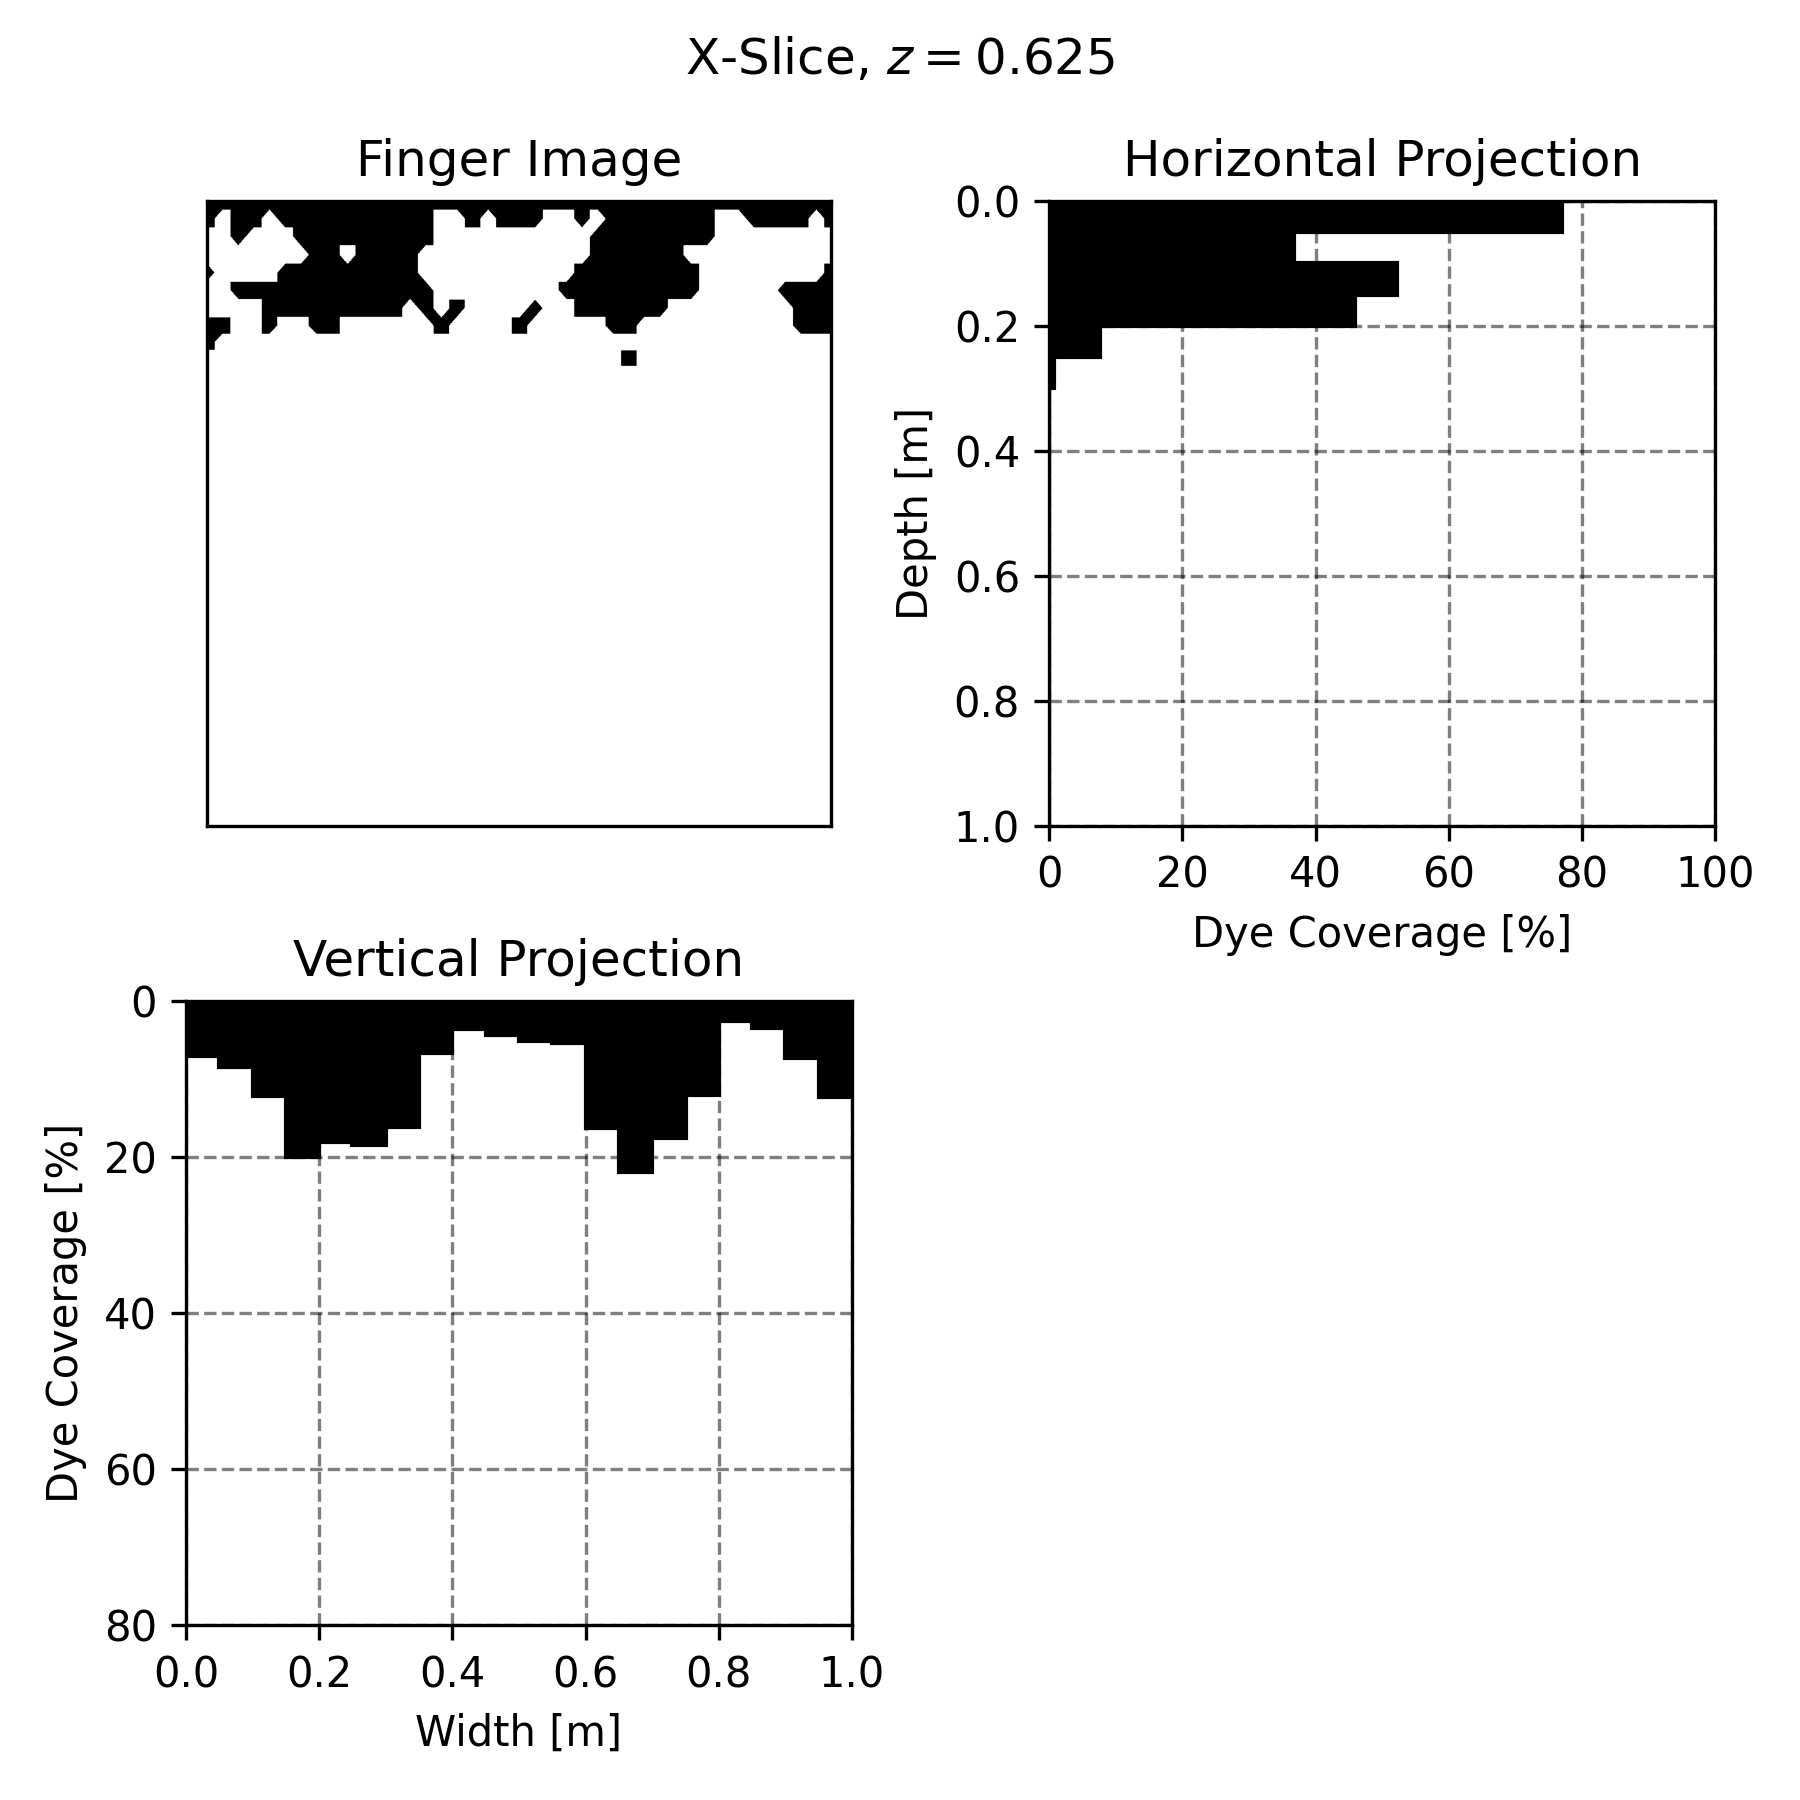 X-Slice, z = 0.625
Finger Image
Horizontal Projection
0.0
0.2
0.4
0.6
0.8
1.0
Depth [m]
0 20 40 60 80 100
Dye Coverage [%]
Vertical Projection
0
20
40
60
80
Dye Coverage [%]
0.0 0.2 0.4 0.6 0.8 1.0
Width [m]